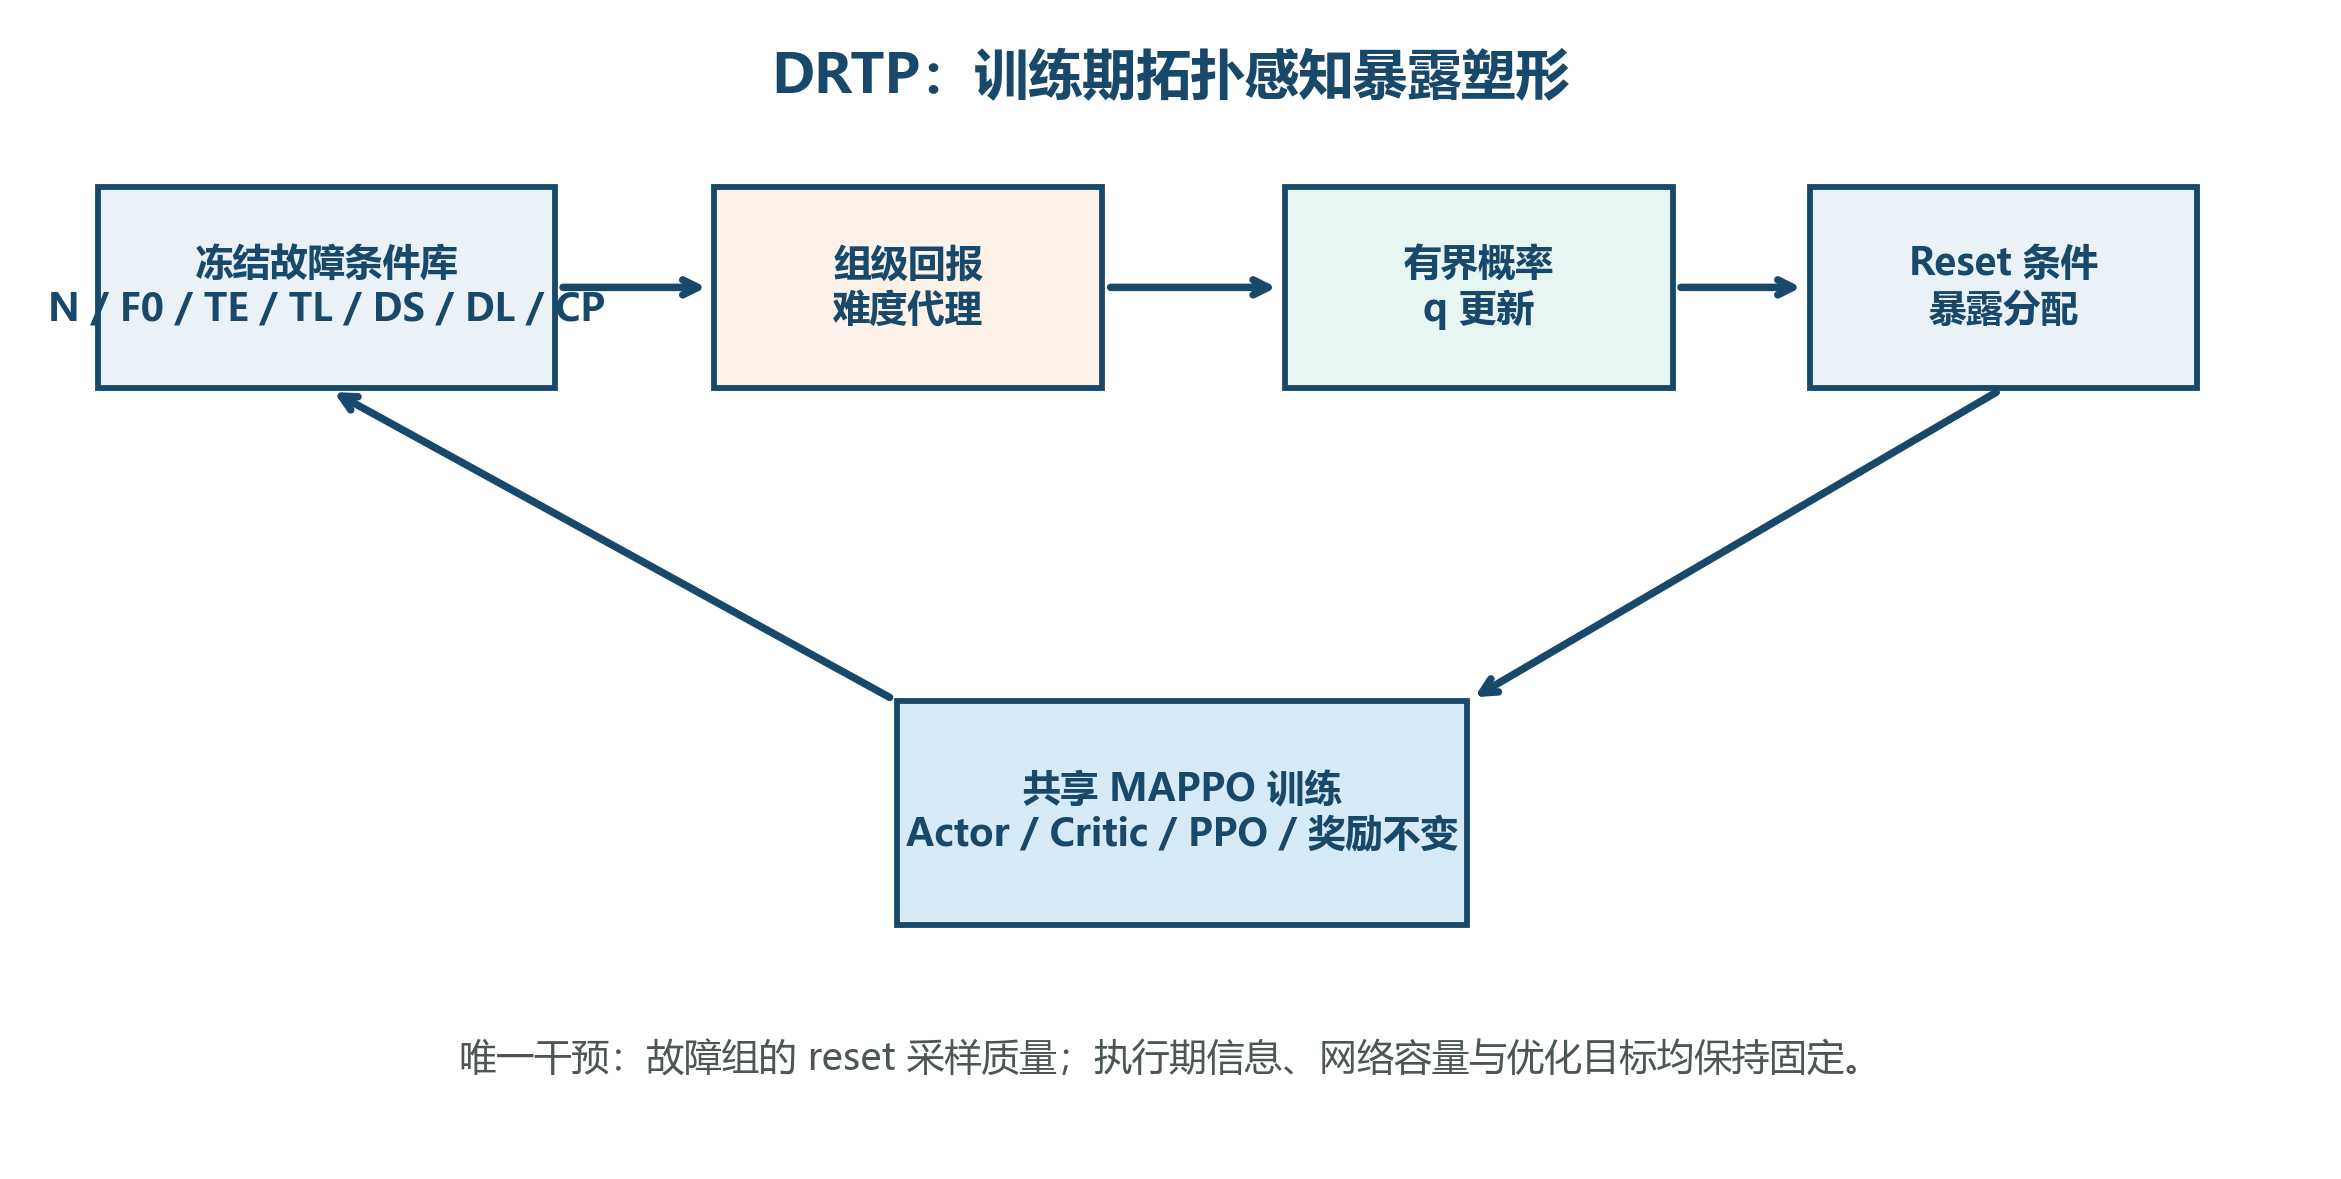 DRTP：训练期拓扑感知暴露塑形
冻结故障条件库
N / F0 / TE / TL / DS / DL / CP
组级回报
难度代理
有界概率
q 更新
Reset 条件
暴露分配
共享 MAPPO 训练
Actor / Critic / PPO / 奖励不变
唯一干预：故障组的 reset 采样质量；执行期信息、网络容量与优化目标均保持固定。